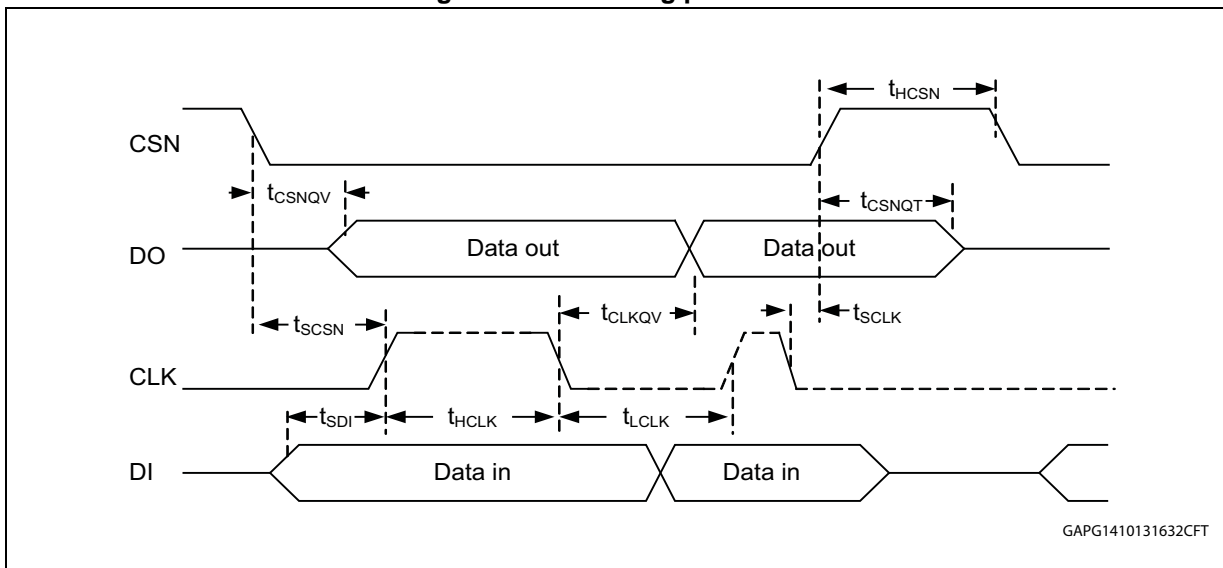 CSN
tHCSN
tCSNQV
tCSNQT
DO
Data out
Data out
tSCSN
tCLKQV
tSCLK
CLK
tSDI
tHCLK
tLCLK
DI
Data in
Data in
GAPG1410131632CFT